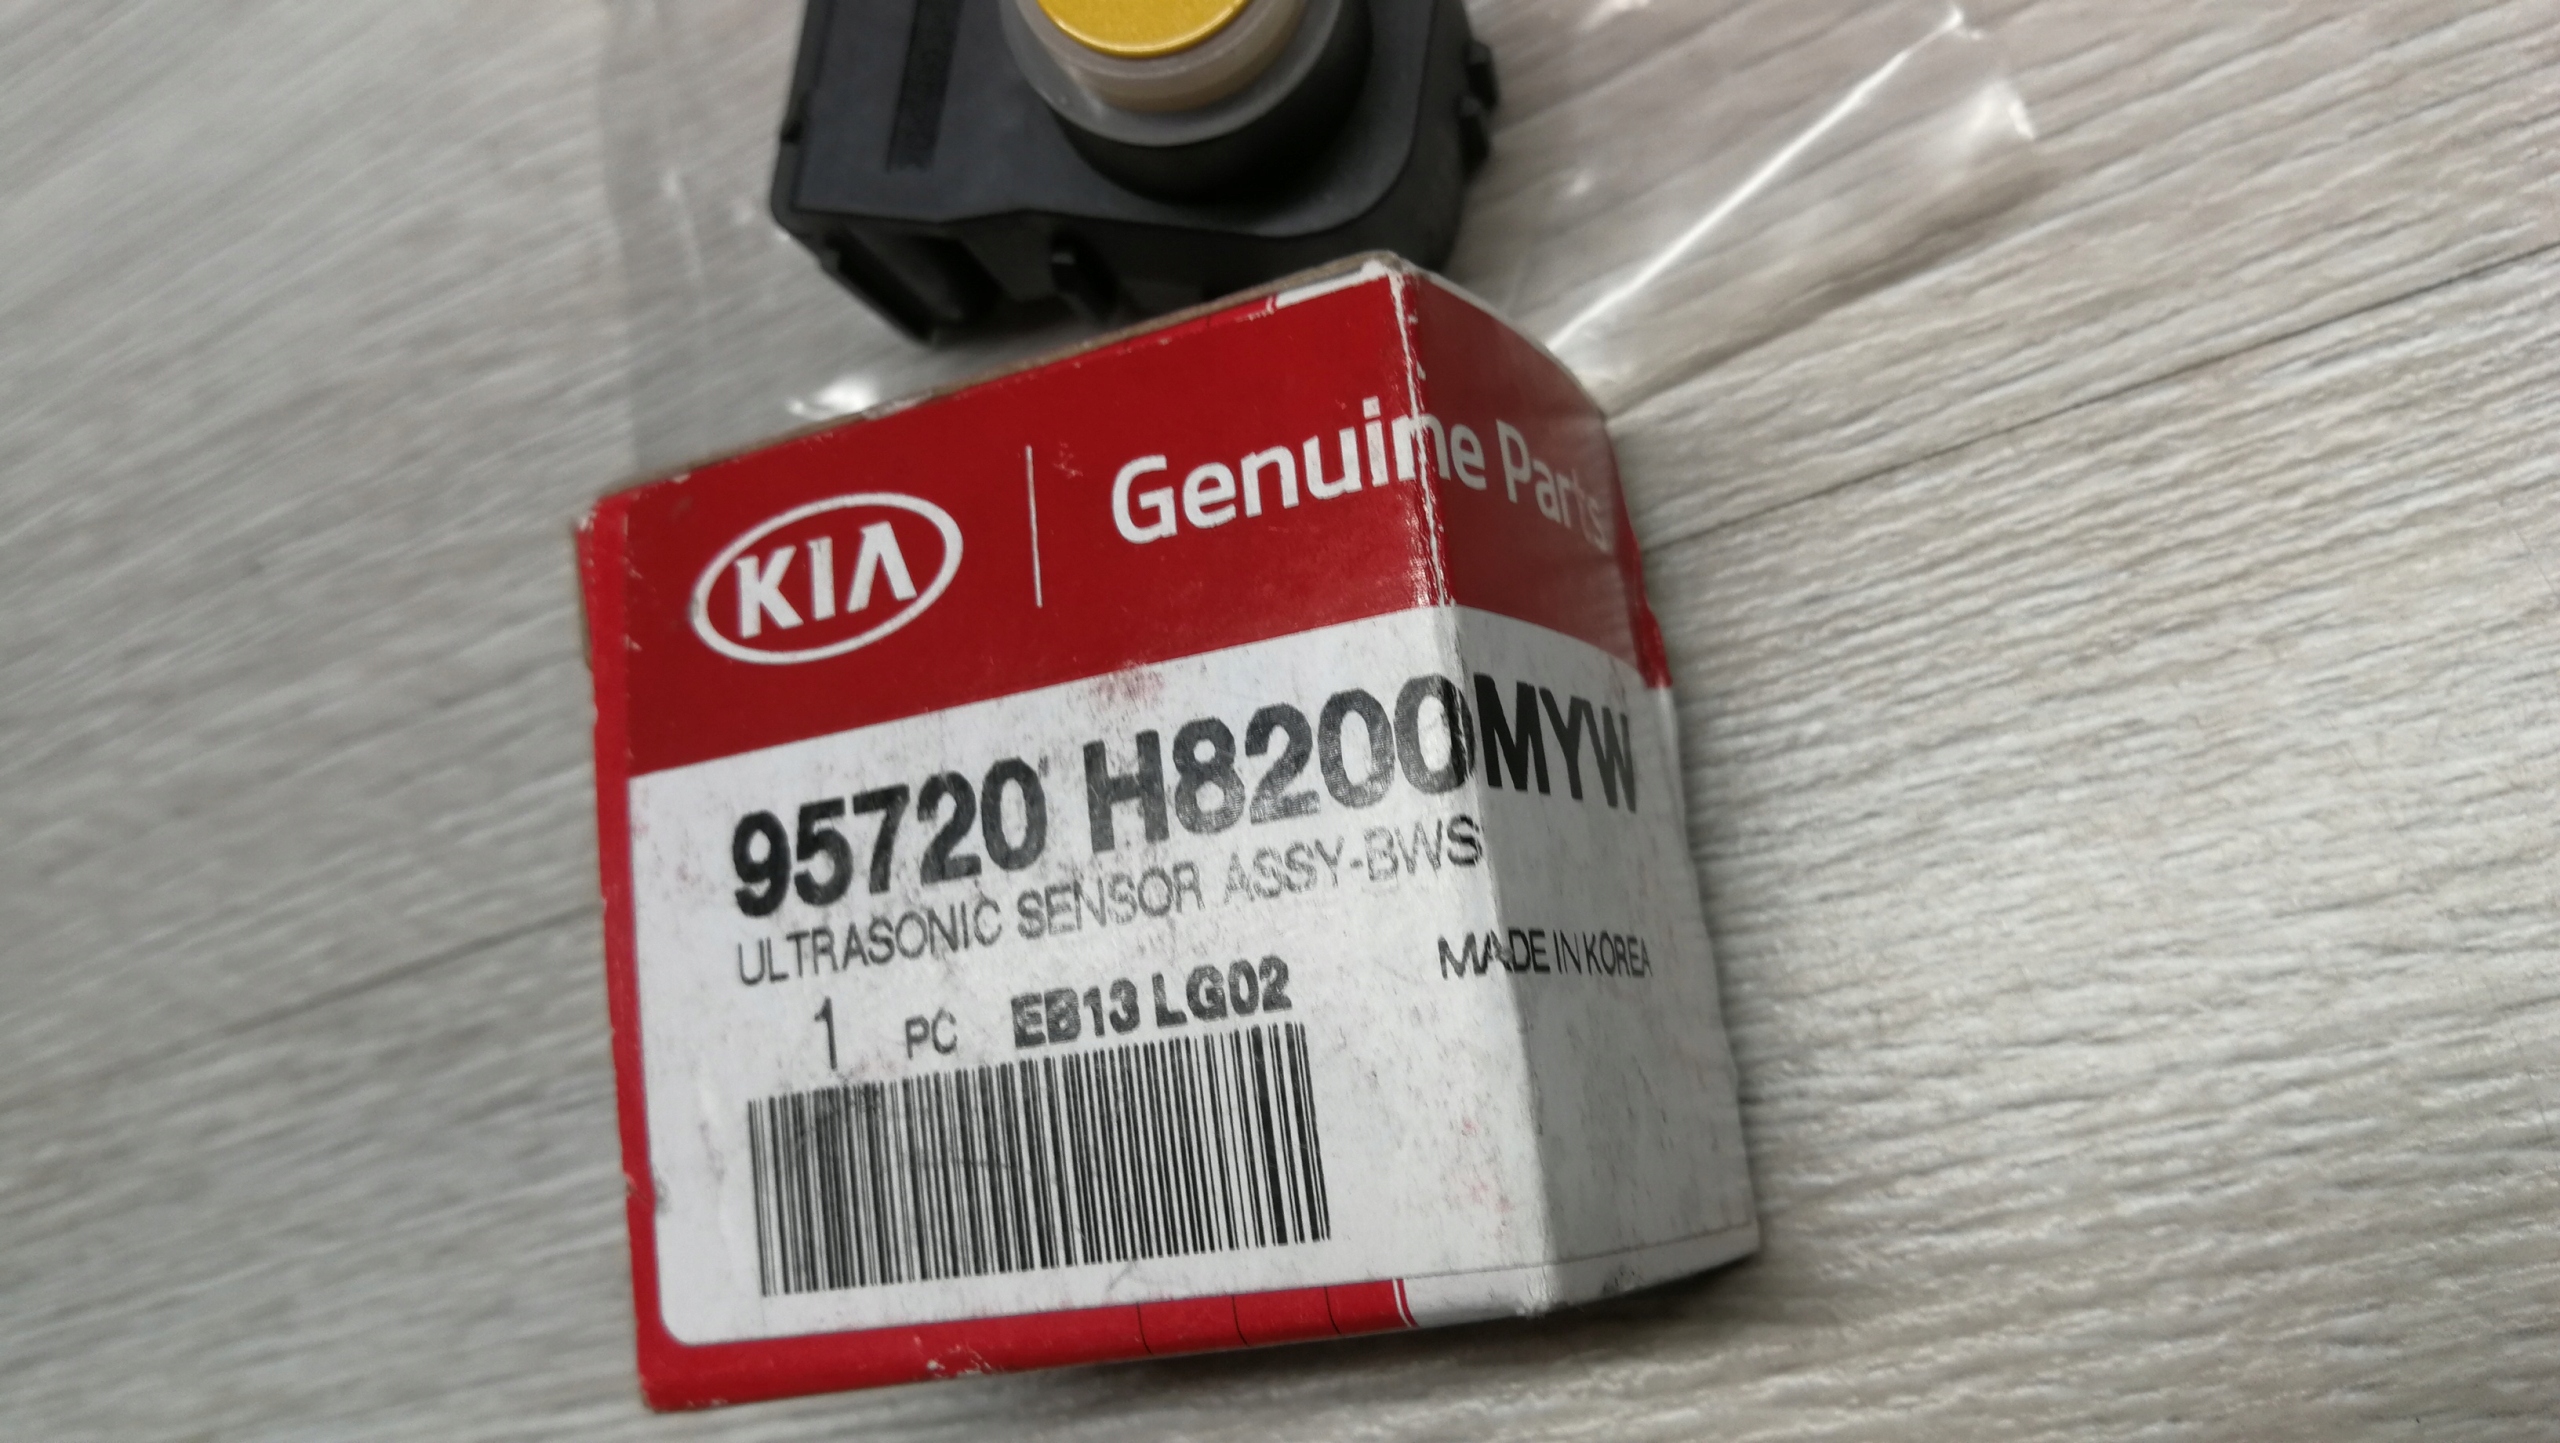 KIA Genuine Parts
95720 H8200MYW
ULTRASONIC SENSOR ASSY-BWS
MADE IN KOREA
1 PC EB13 LG02